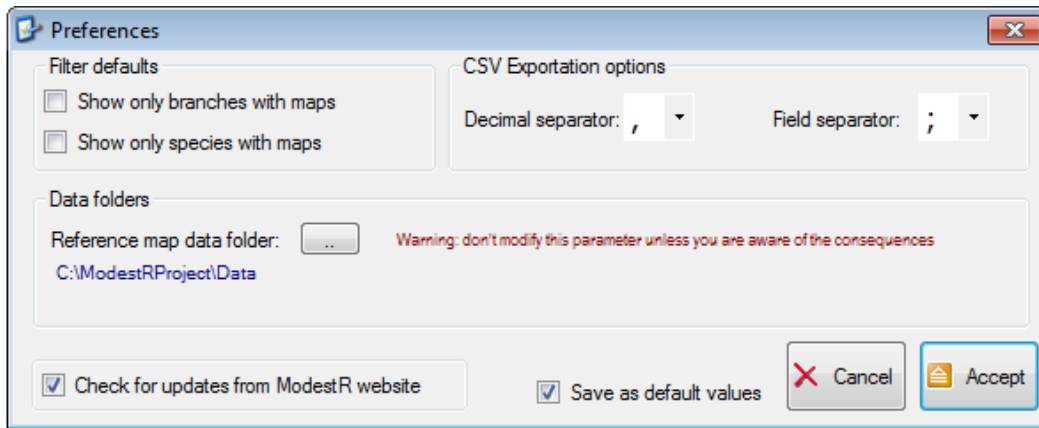 Preferences
Filter defaults
Show only branches with maps
Show only species with maps
CSV Exportation options
Decimal separator: ,
Field separator: ;
Data folders
Reference map data folder: .. Warning: don't modify this parameter unless you are aware of the consequences
C:\ModestRProject\Data
Check for updates from ModestR website
Save as default values
Cancel
Accept